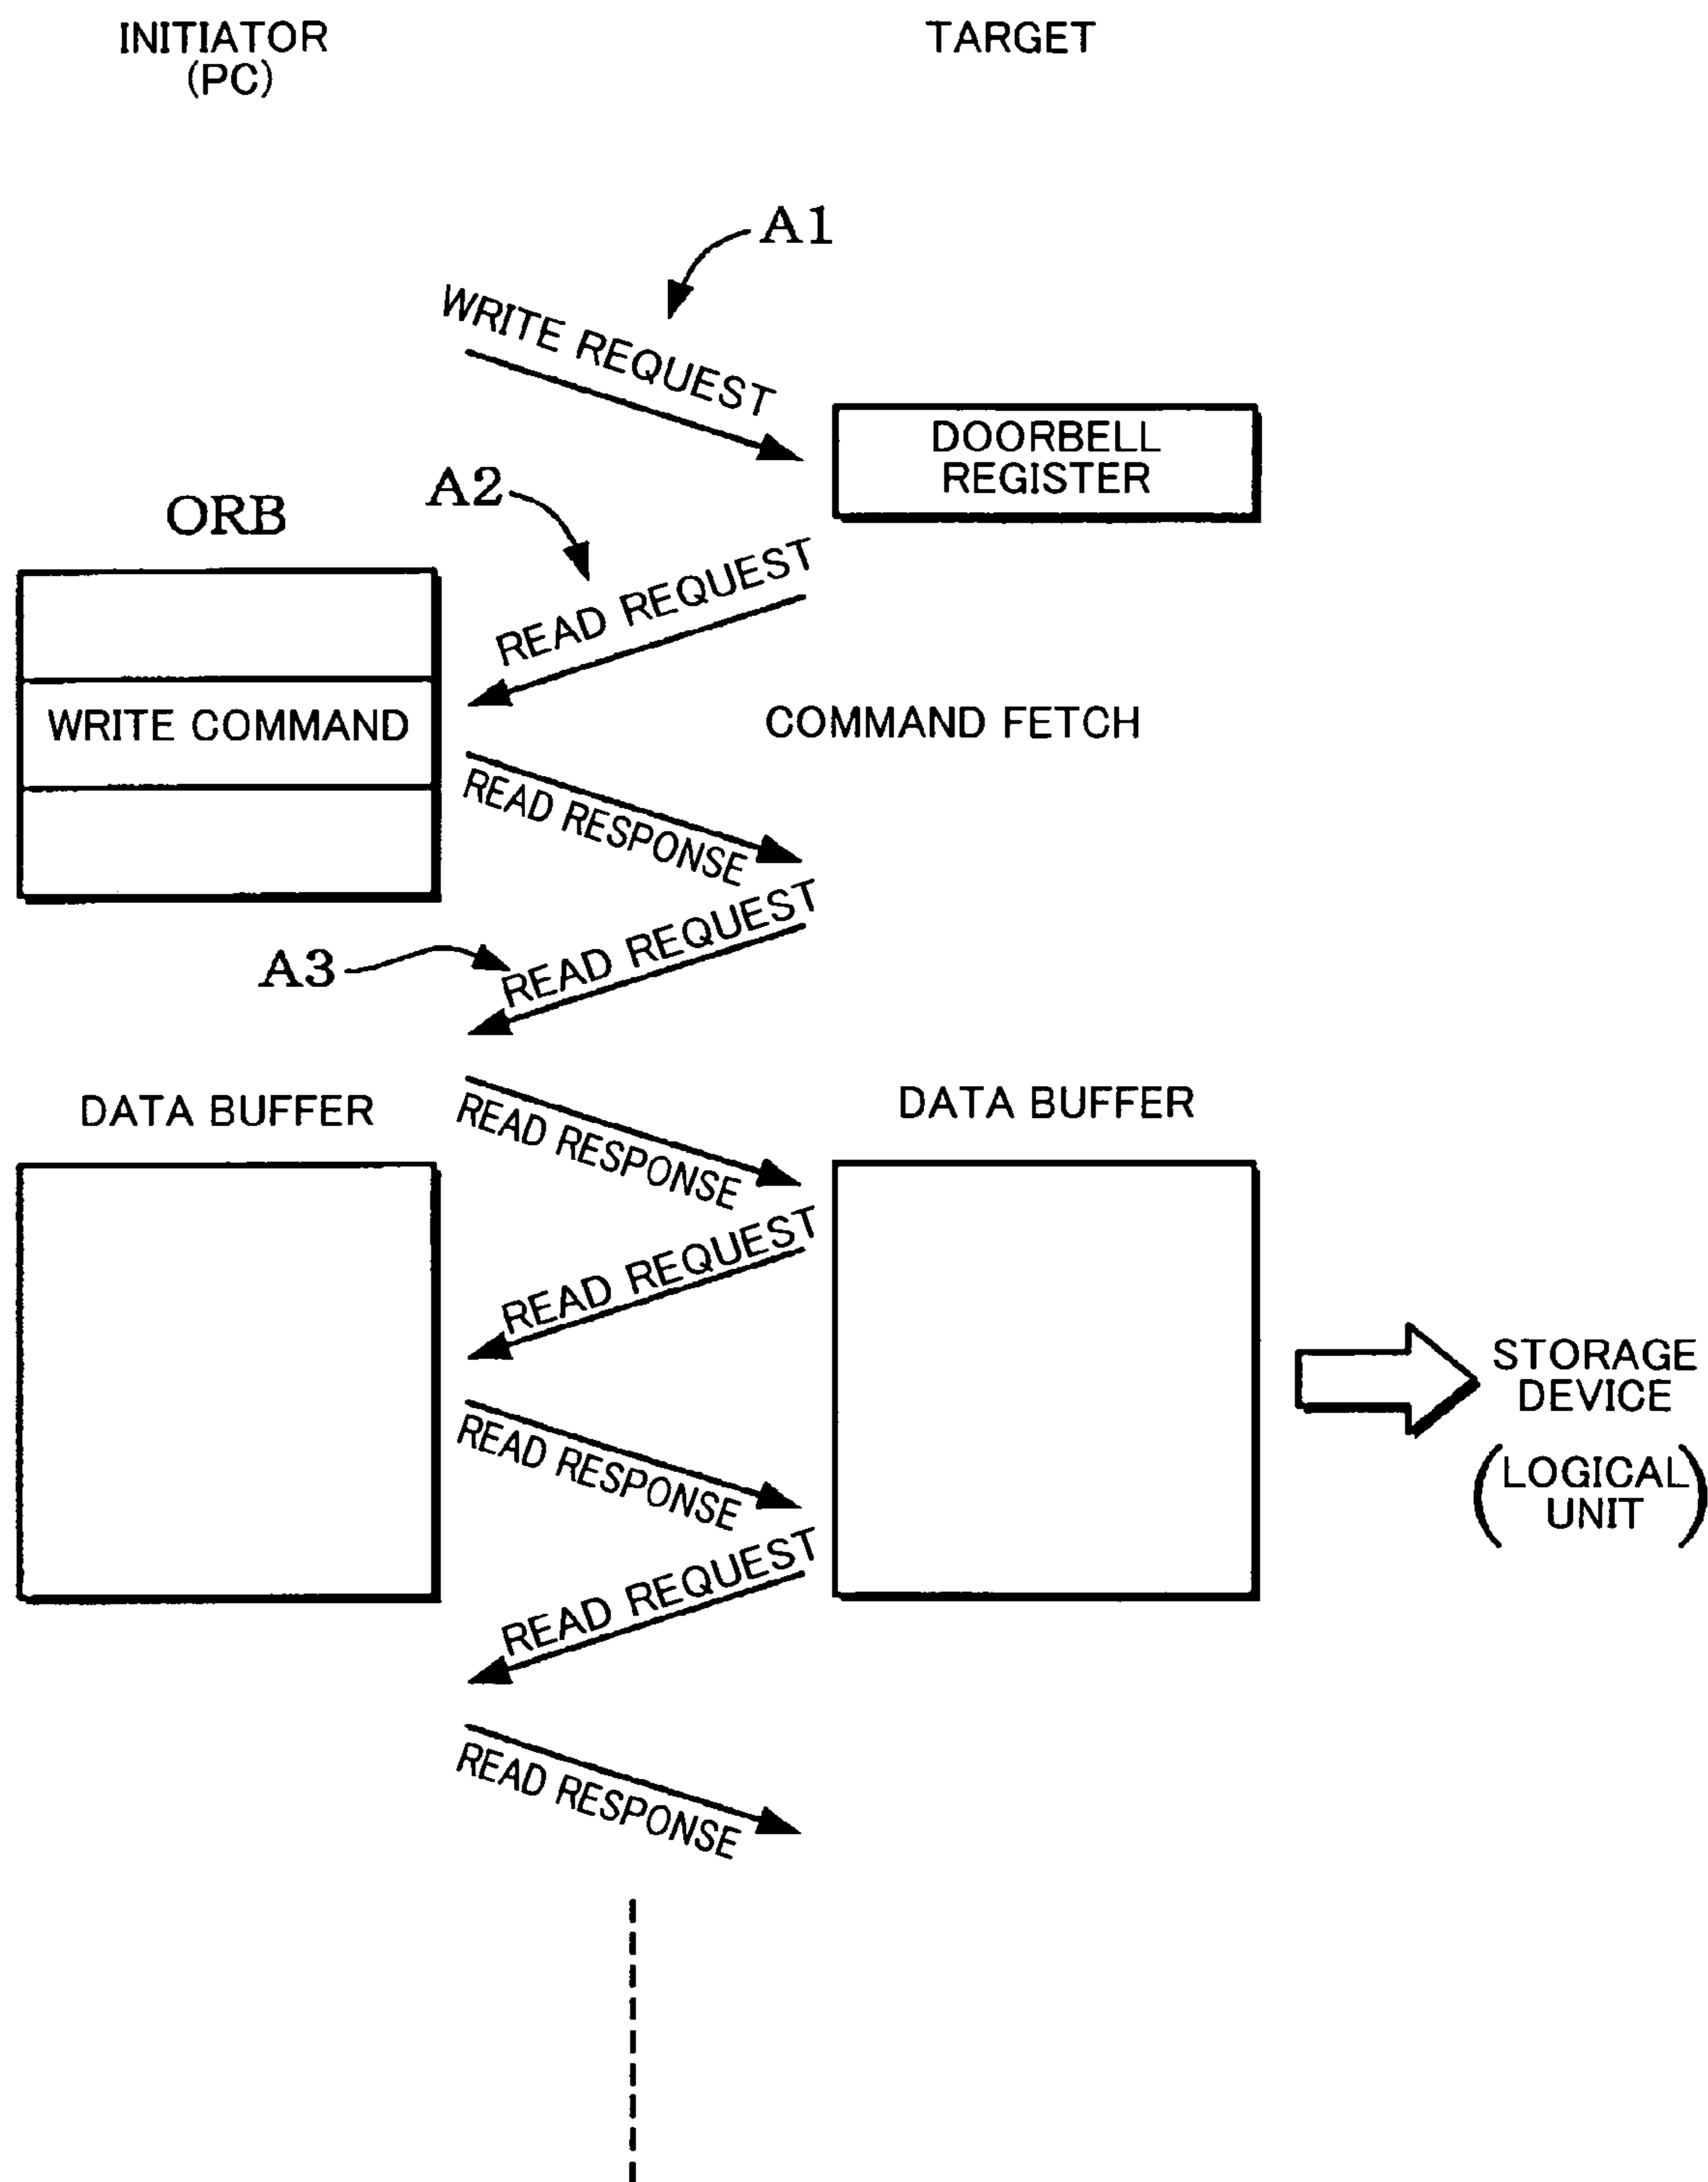 INITIATOR
(PC)
TARGET
A1
WRITE REQUEST
DOORBELL
REGISTER
A2
ORB
READ REQUEST
WRITE COMMAND
COMMAND FETCH
READ RESPONSE
READ REQUEST
A3
DATA BUFFER
DATA BUFFER
READ RESPONSE
READ REQUEST
STORAGE
DEVICE
READ RESPONSE
(LOGICAL
UNIT)
READ REQUEST
READ RESPONSE